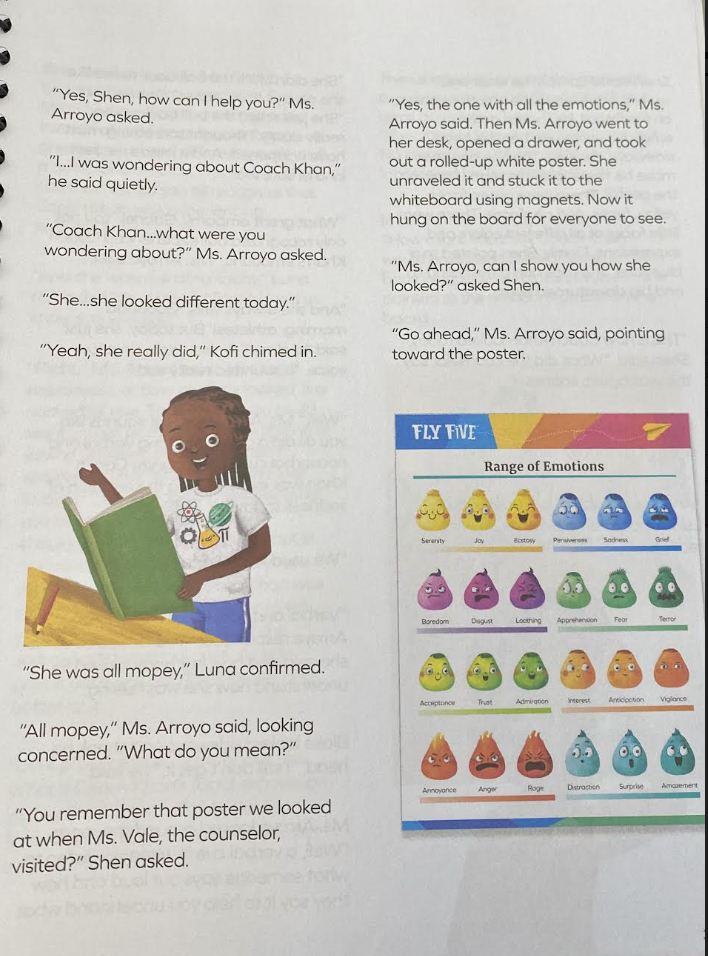 "Yes, Shen, how can I help you?" Ms.
Arroyo asked.
"I...I was wondering about Coach Khan,"
he said quietly.
"Coach Khan...what were you
wondering about?" Ms. Arroyo asked.
"She...she looked different today."
"Yeah, she really did," Kofi chimed in.
"She was all mopey," Luna confirmed.
"All mopey," Ms. Arroyo said, looking
concerned. "What do you mean?"
"You remember that poster we looked
at when Ms. Vale, the counselor,
visited?" Shen asked.
"Yes, the one with all the emotions," Ms.
Arroyo said. Then Ms. Arroyo went to
her desk, opened a drawer, and took
out a rolled-up white poster. She
unraveled it and stuck it to the
whiteboard using magnets. Now it
hung on the board for everyone to see.
"Ms. Arroyo, can I show you how she
looked?" asked Shen.
"Go ahead," Ms. Arroyo said, pointing
toward the poster.
FLY FIVE
Range of Emotions
Serenity Joy Ecstasy Pensiveness Sadness Grief
Boredom Disgust Loathing Apprehension Fear Terror
Acceptance Trust Admiration Interest Anticipation Vigilance
Annoyance Anger Rage Distraction Surprise Amazement